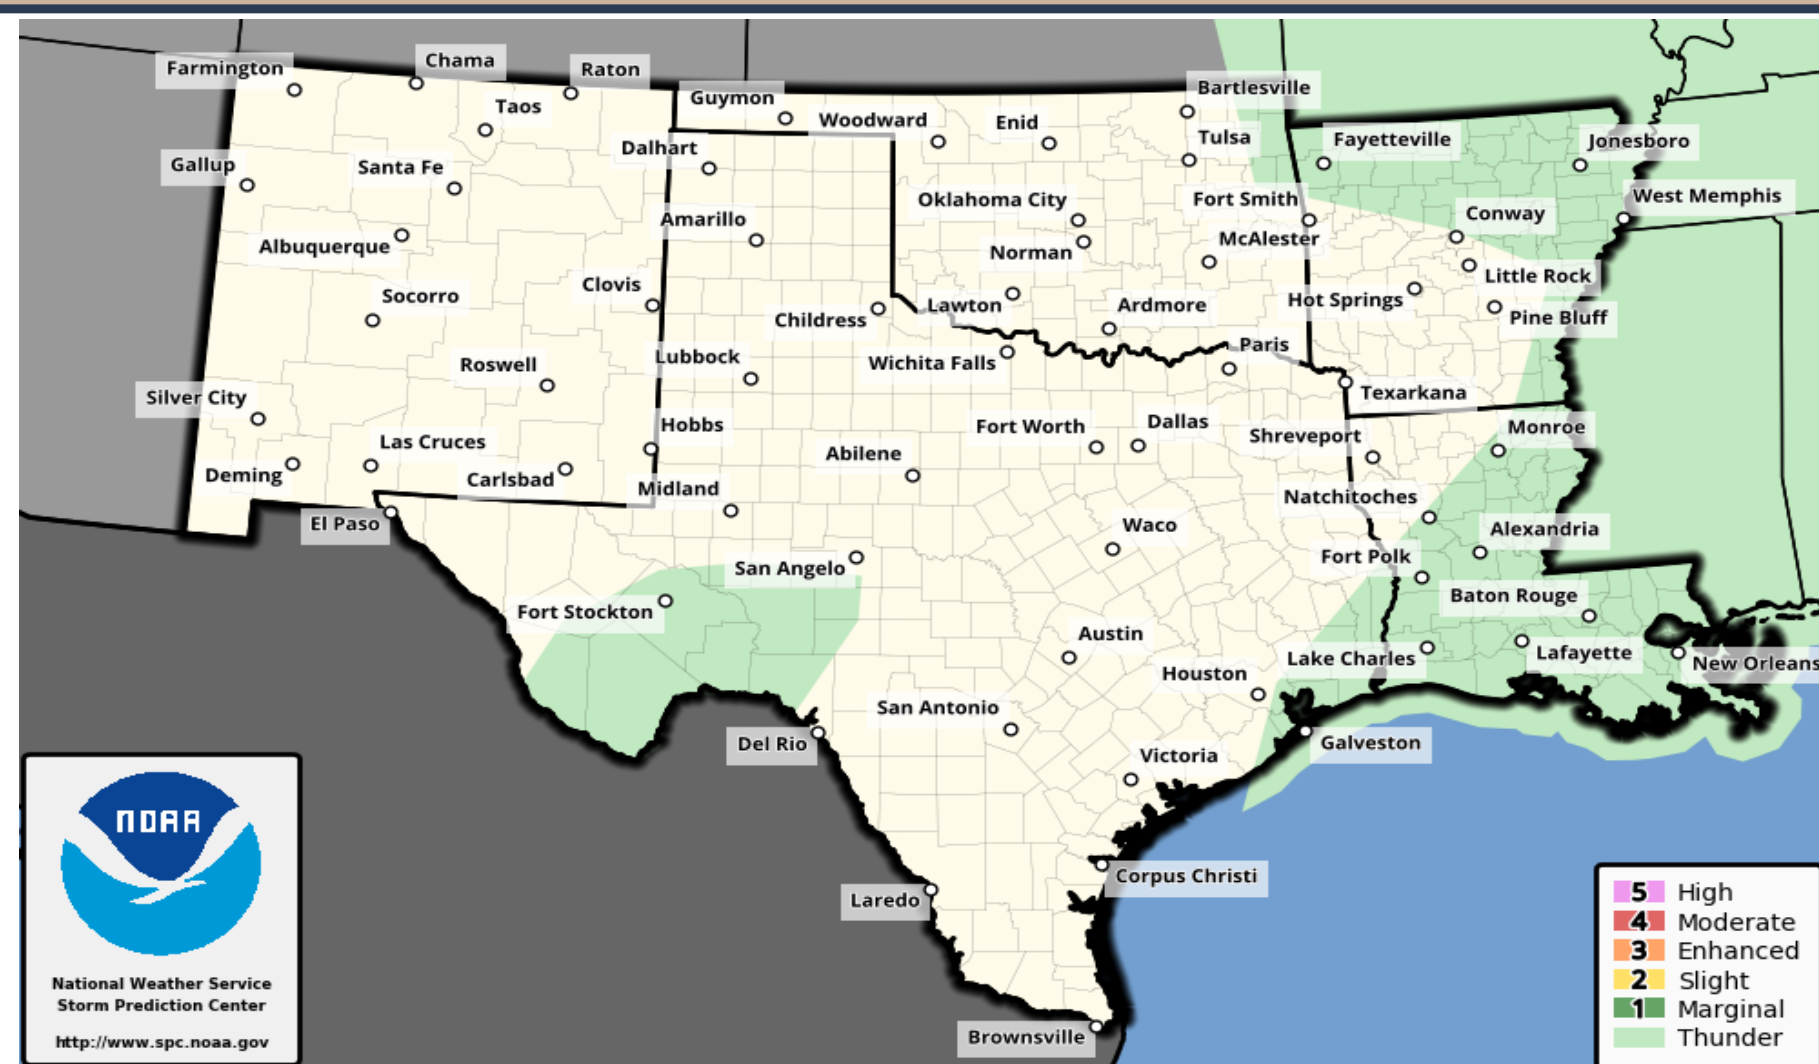 Farmington
Chama
Raton
Taos
Guymon
Woodward
Enid
Bartlesville
Tulsa
Fayetteville
Jonesboro
Gallup
Santa Fe
Dalhart
Amarillo
Oklahoma City
Fort Smith
Conway
West Memphis
Albuquerque
Norman
McAlester
Little Rock
Socorro
Clovis
Childress
Lawton
Ardmore
Hot Springs
Pine Bluff
Roswell
Lubbock
Wichita Falls
Paris
Texarkana
Silver City
Las Cruces
Hobbs
Abilene
Fort Worth
Dallas
Shreveport
Monroe
Deming
Carlsbad
Midland
Natchitoches
El Paso
Waco
Alexandria
San Angelo
Fort Polk
Fort Stockton
Austin
Baton Rouge
Houston
Lake Charles
Lafayette
New Orleans
San Antonio
Del Rio
Victoria
Galveston
Corpus Christi
Laredo
Brownsville
NOAA
National Weather Service
Storm Prediction Center
http://www.spc.noaa.gov
5 High
4 Moderate
3 Enhanced
2 Slight
1 Marginal
Thunder